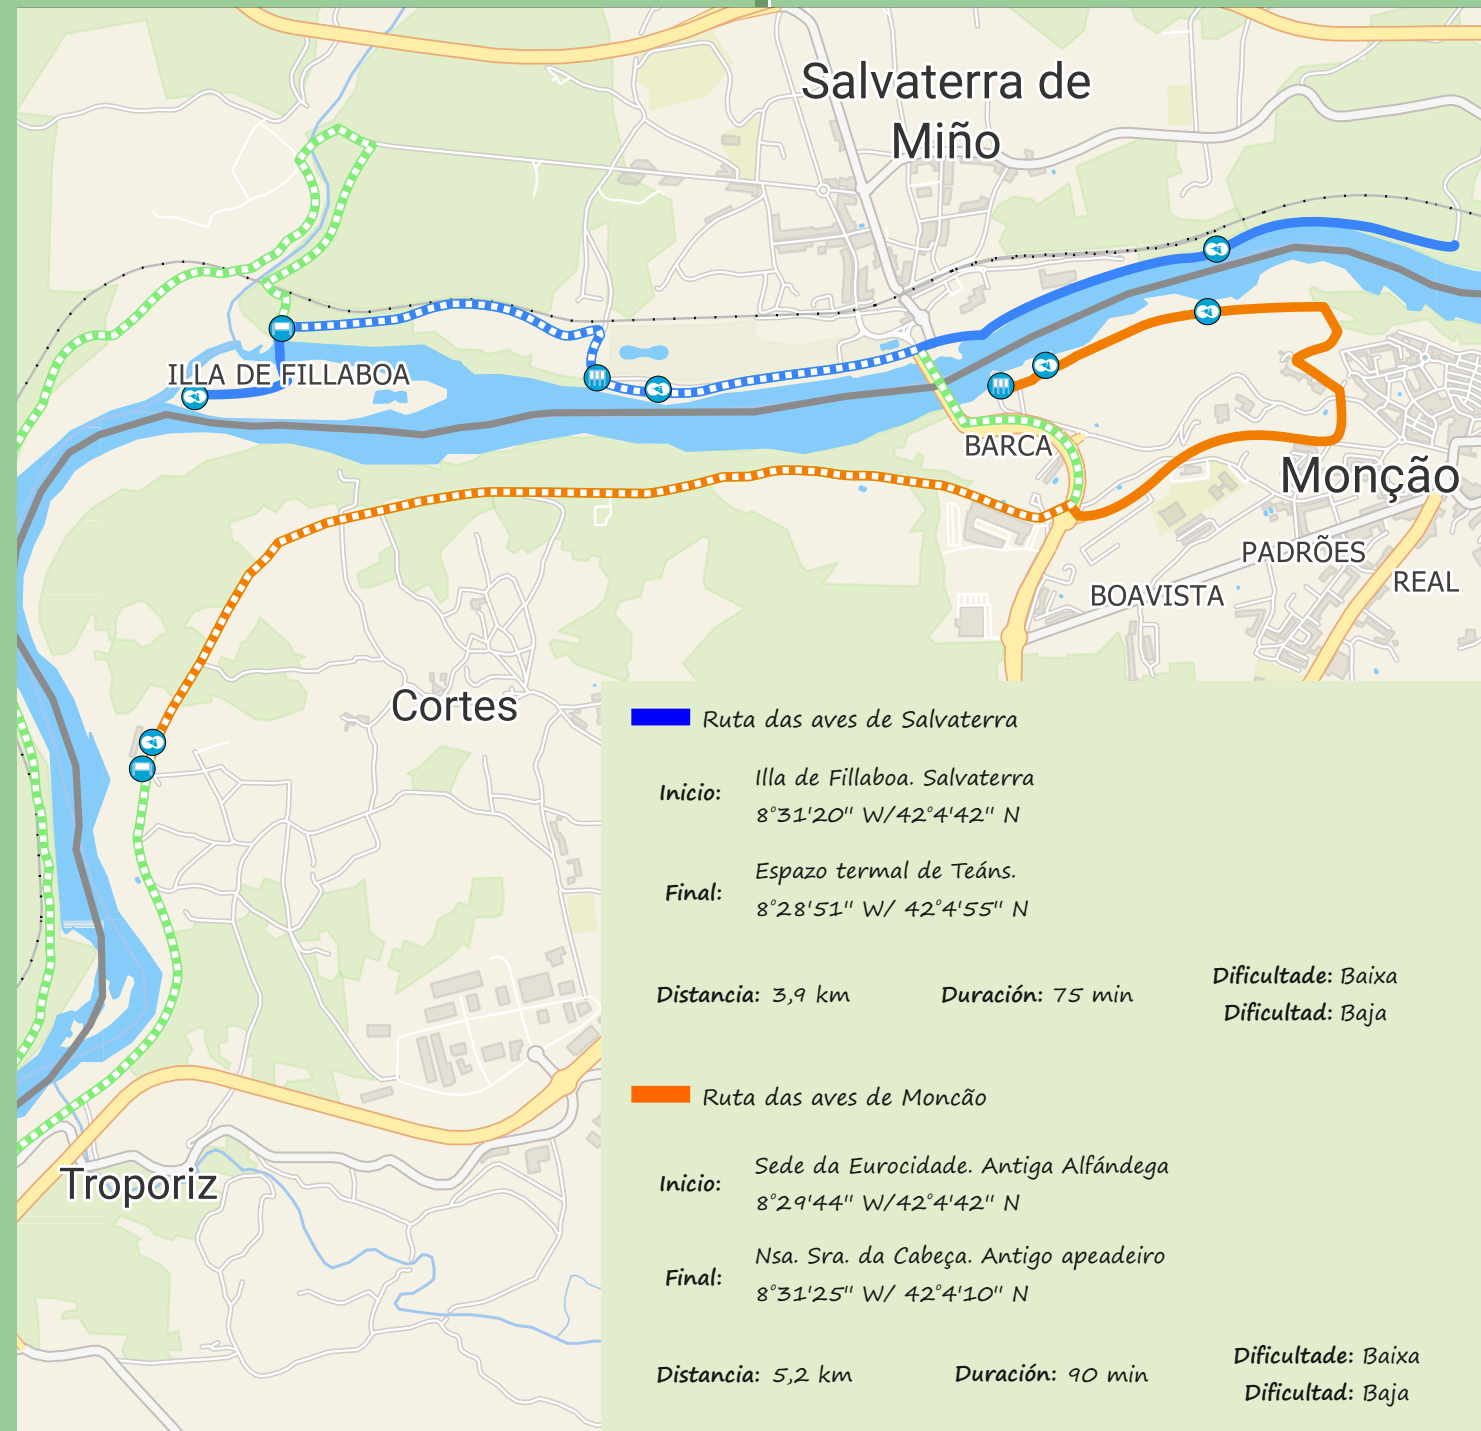 Salvaterra de
Miño
ILLA DE FILLABOA
BARCA
Monção
PADRÕES
REAL
BOAVISTA
Cortes
Troporiz
Ruta das aves de Salvaterra
Inicio:
Illa de Fillaboa. Salvaterra
8°31'20" W/42°4'42" N
Final:
Espazo termal de Teáns.
8°28'51" W/ 42°4'55" N
Distancia: 3,9 km
Duración: 75 min
Dificultade: Baixa
Dificultad: Baja
Ruta das aves de Moncão
Inicio:
Sede da Eurocidade. Antiga Alfándega
8°29'44" W/42°4'42" N
Final:
Nsa. Sra. da Cabeça. Antigo apeadeiro
8°31'25" W/ 42°4'10" N
Distancia: 5,2 km
Duración: 90 min
Dificultade: Baixa
Dificultad: Baja